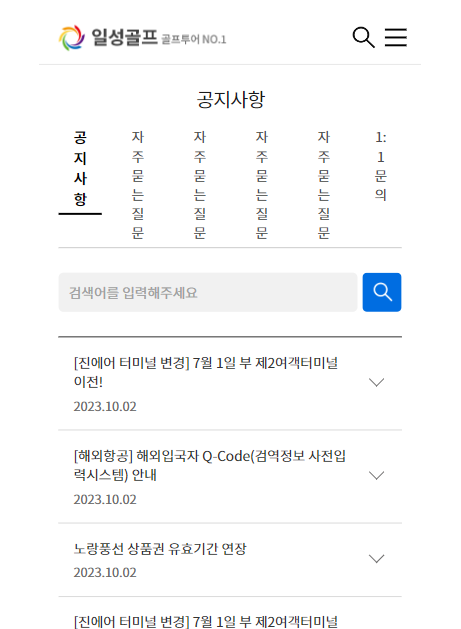 일성골프 골프투어 NO.1
공지사항
공지사항
자주묻는질문
자주묻는질문
자주묻는질문
자주묻는질문
1:1문의
검색어를 입력해주세요
[진에어 터미널 변경] 7월 1일 부 제2여객터미널
이전!
2023.10.02
[해외항공] 해외입국자 Q-Code(검역정보 사전입
력시스템) 안내
2023.10.02
노랑풍선 상품권 유효기간 연장
2023.10.02
[진에어 터미널 변경] 7월 1일 부 제2여객터미널